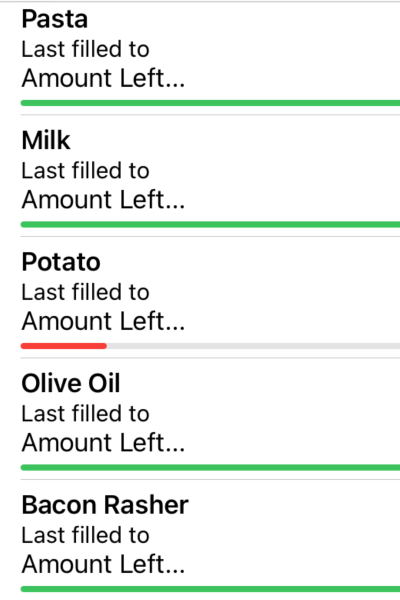 Pasta
Last filled to
Amount Left...
Milk
Last filled to
Amount Left...
Potato
Last filled to
Amount Left...
Olive Oil
Last filled to
Amount Left...
Bacon Rasher
Last filled to
Amount Left...